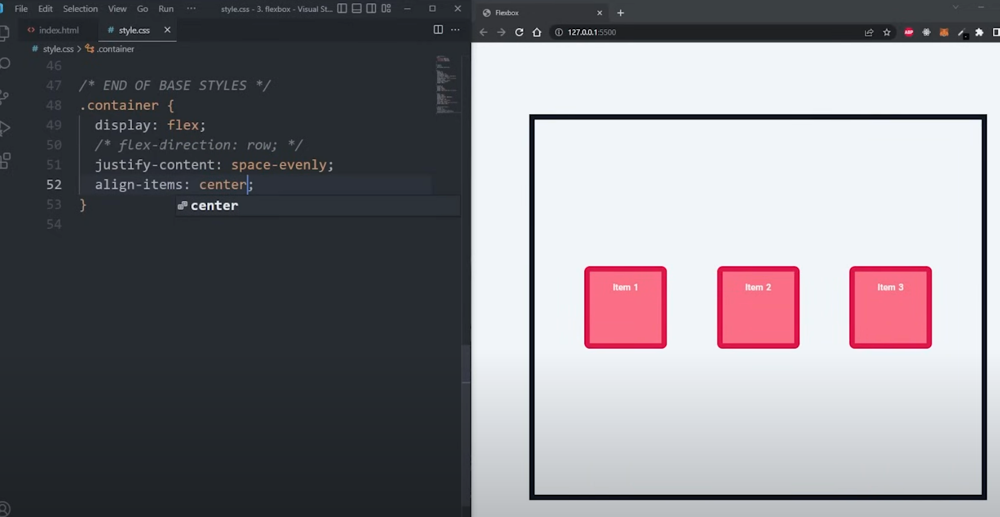 File Edit Selection View Go Run ··· style.css - 3. flexbox - Visual St...
index.html # style.css
# style.css > .container
46
47 /* END OF BASE STYLES */
48 .container {
49 display: flex;
50 /* flex-direction: row; */
51 justify-content: space-evenly;
52 align-items: center;
center
53 }
54
Flexbox
127.0.0.1:5500
ABP
Item 1 Item 2 Item 3